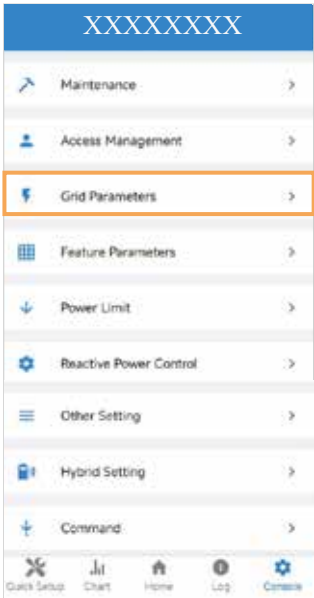 XXXXXXXX
Maintenance
Access Management
Grid Parameters
Feature Parameters
Power Limit
Reactive Power Control
Other Setting
Hybrid Setting
Command
Quick Setup Chart Home Log Console